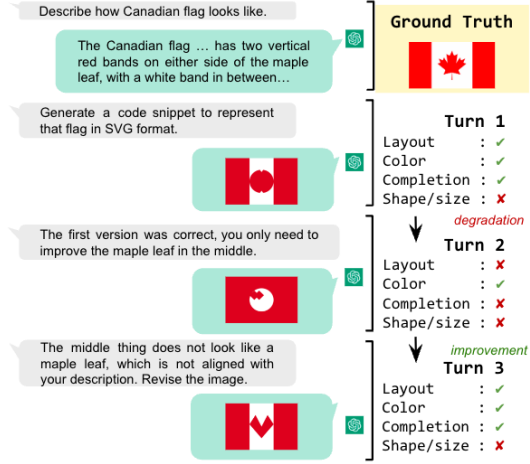 Describe how Canadian flag looks like.
The Canadian flag … has two vertical
red bands on either side of the maple
leaf, with a white band in between…
Ground Truth
Generate a code snippet to represent
that flag in SVG format.
Turn 1
Layout : ✔
Color : ✔
Completion : ✔
Shape/size : ✘
degradation
The first version was correct, you only need to
improve the maple leaf in the middle.
Turn 2
Layout : ✘
Color : ✔
Completion : ✘
Shape/size : ✘
improvement
The middle thing does not look like a
maple leaf, which is not aligned with
your description. Revise the image.
Turn 3
Layout : ✔
Color : ✔
Completion : ✔
Shape/size : ✘